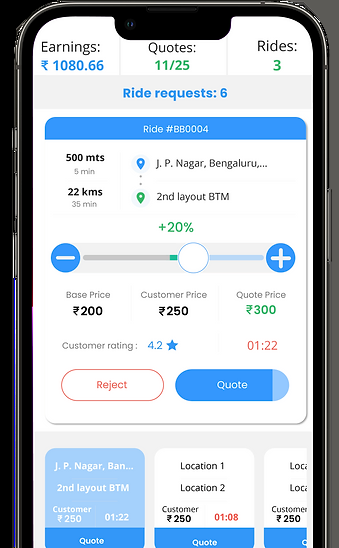 Earnings: Quotes: Rides:
₹ 1080.66 11/25 3
Ride requests: 6
Ride #BB0004
500 mts J. P. Nagar, Bengaluru,...
5 min
22 kms 2nd layout BTM
35 min
+20%
Base Price Customer Price Quote Price
₹200 ₹250 ₹300
Customer rating : 4.2 01:22
Reject Quote
J. P. Nagar, Ban... Location 1 Loca
2nd layout BTM Location 2 Loca
Customer Customer Custom
₹ 250 01:22 ₹ 250 01:08 ₹ 250
Quote Quote